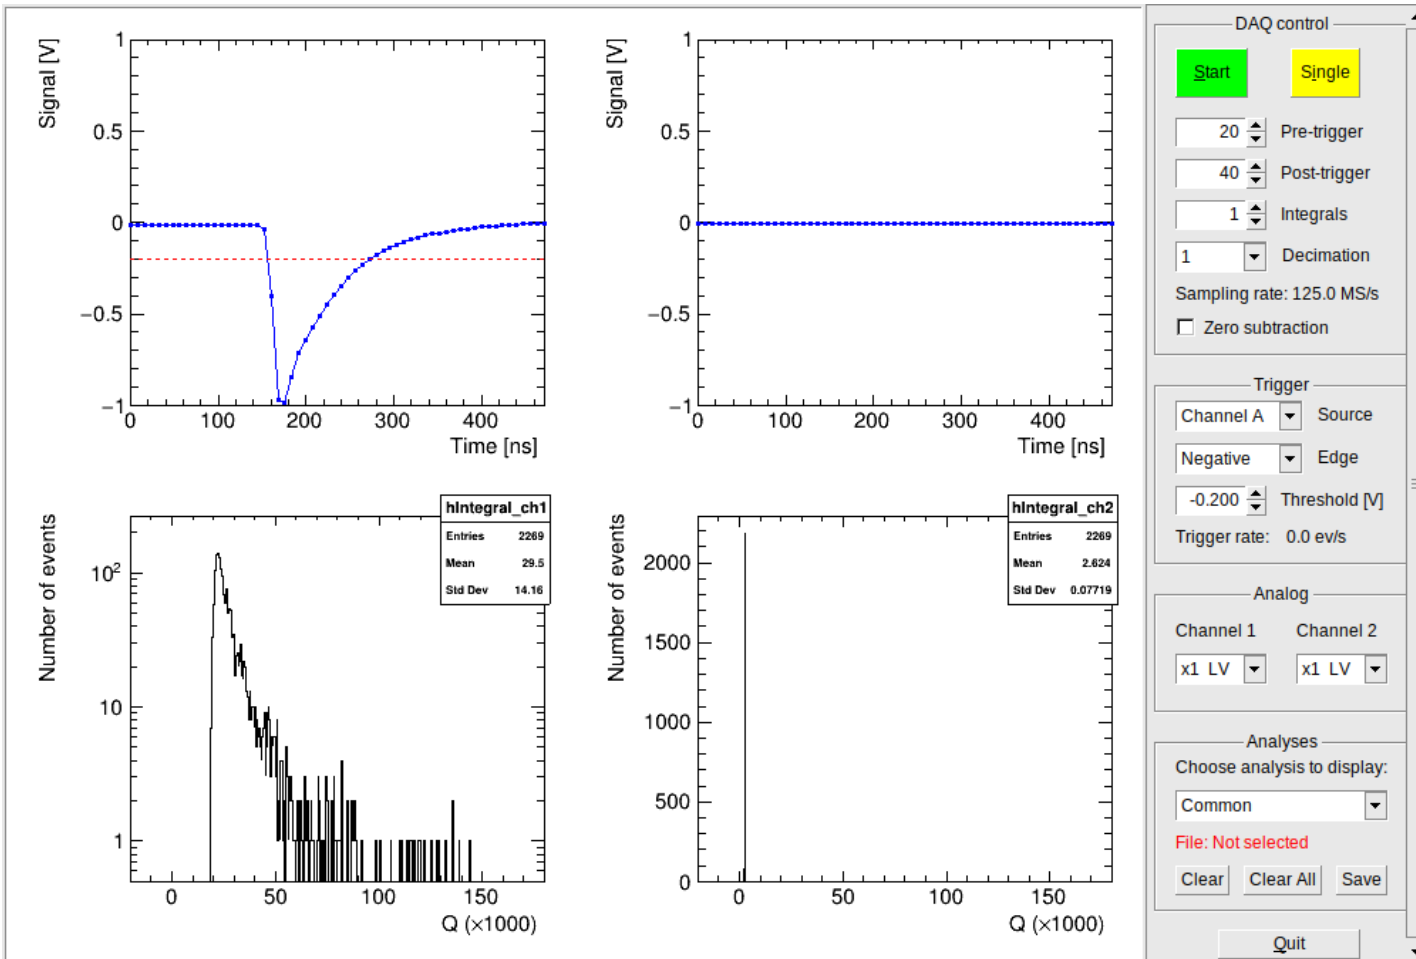 Signal [V]
1
0.5
0
−0.5
−1
0 100 200 300 400
Time [ns]
Signal [V]
1
0.5
0
−0.5
−1
0 100 200 300 400
Time [ns]
Number of events
10²
10
1
hIntegral_ch1
Entries 2269
Mean 29.5
Std Dev 14.16
0 50 100 150
Q (×1000)
Number of events
2000
1500
1000
500
0
hIntegral_ch2
Entries 2269
Mean 2.624
Std Dev 0.07719
0 50 100 150
Q (×1000)
DAQ control
Start Single
20 Pre-trigger
40 Post-trigger
1 Integrals
1 Decimation
Sampling rate: 125.0 MS/s
Zero subtraction
Trigger
Channel A Source
Negative Edge
-0.200 Threshold [V]
Trigger rate: 0.0 ev/s
Analog
Channel 1 Channel 2
x1 LV x1 LV
Analyses
Choose analysis to display:
Common
File: Not selected
Clear Clear All Save
Quit